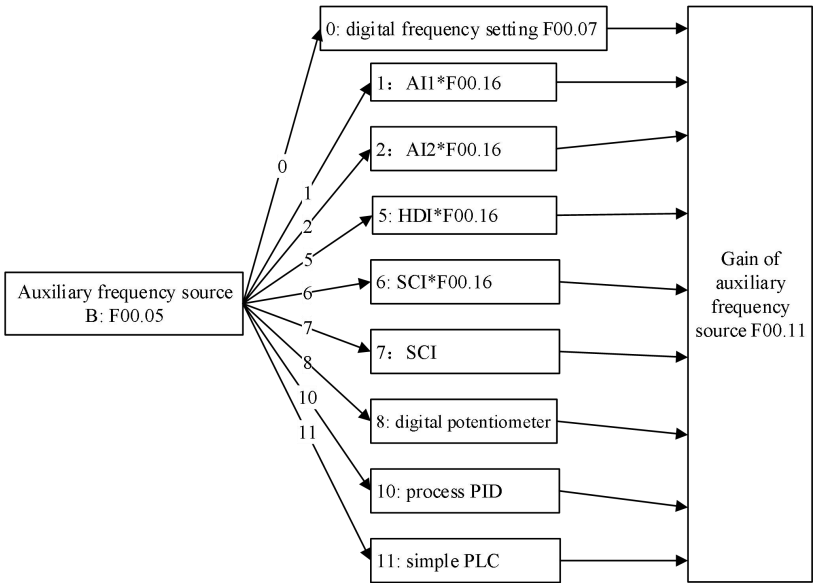 0: digital frequency setting F00.07
1：AI1*F00.16
2：AI2*F00.16
5: HDI*F00.16
6: SCI*F00.16
7：SCI
8: digital potentiometer
10: process PID
11: simple PLC
0
1
2
5
6
7
8
10
11
Auxiliary frequency source
B: F00.05
Gain of
auxiliary
frequency
source F00.11